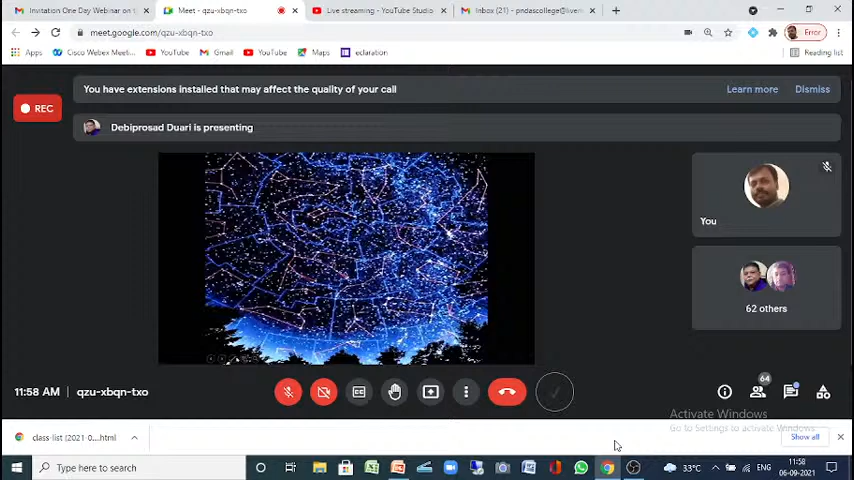 Invitation One Day Webinar on t
Meet - qzu-xbqn-txo
Live streaming - YouTube Studio
Inbox (21) - pndascollege@live
meet.google.com/qzu-xbqn-txo
Error
Apps
Cisco Webex Meet...
YouTube
Gmail
YouTube
Maps
eclaration
Reading list
You have extensions installed that may affect the quality of your call
Learn more
Dismiss
REC
Debiprosad Duari is presenting
You
62 others
11:58 AM | qzu-xbqn-txo
64
Activate Windows
Go to Settings to activate Windows.
class-list (2021-0....html
Show all
Type here to search
33°C
ENG
11:58
06-09-2021